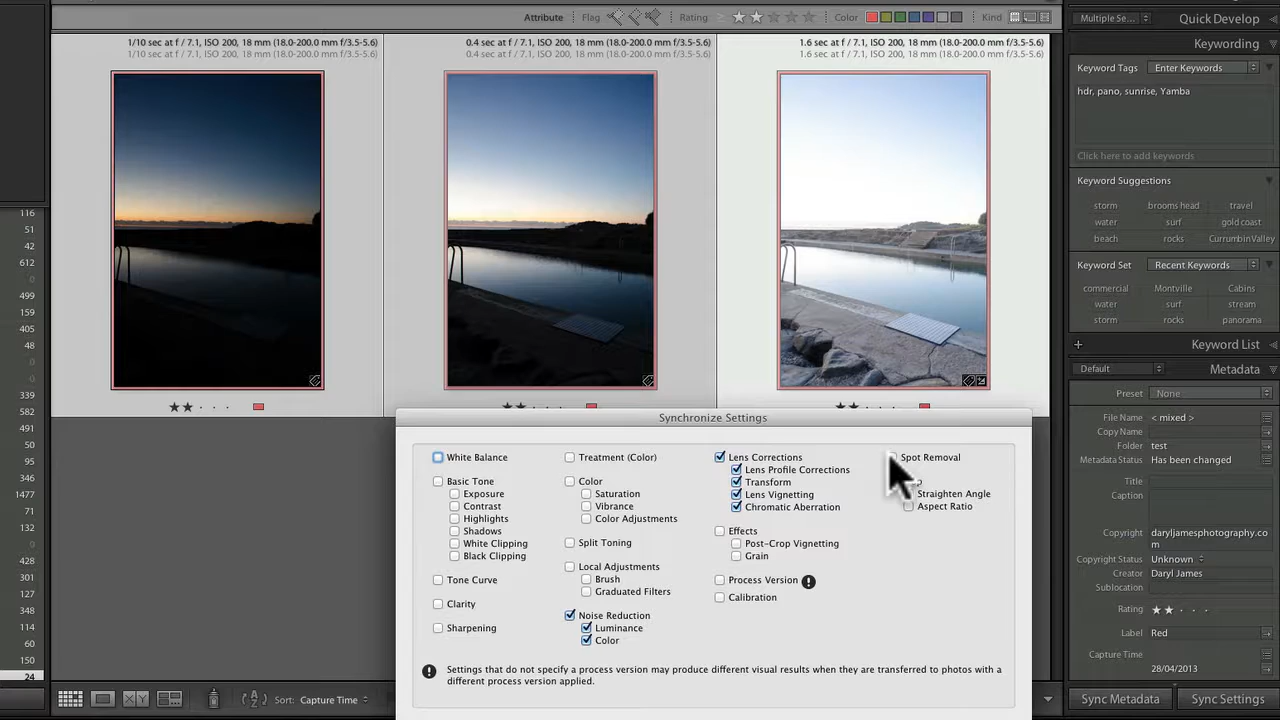 Attribute Flag Rating: ≥ ★ ★ Color Kind
Multiple Se... Quick Develop
Keywording
1/10 sec at f / 7.1, ISO 200, 18 mm (18.0-200.0 mm f/3.5-5.6)
1/10 sec at f / 7.1, ISO 200, 18 mm (18.0-200.0 mm f/3.5-5.6)
0.4 sec at f / 7.1, ISO 200, 18 mm (18.0-200.0 mm f/3.5-5.6)
0.4 sec at f / 7.1, ISO 200, 18 mm (18.0-200.0 mm f/3.5-5.6)
1.6 sec at f / 7.1, ISO 200, 18 mm (18.0-200.0 mm f/3.5-5.6)
1.6 sec at f / 7.1, ISO 200, 18 mm (18.0-200.0 mm f/3.5-5.6)
Keyword Tags Enter Keywords
hdr, pano, sunrise, Yamba
Click here to add keywords
Keyword Suggestions
storm brooms head travel
water surf gold coast
beach rocks CurrumbinValley
Keyword Set Recent Keywords
commercial Montville Cabins
water surf stream
storm rocks panorama
Keyword List
Default Metadata
Preset None
File Name < mixed >
Copy Name
Folder test
Metadata Status Has been changed
Title
Caption
Copyright daryljamesphotography.co
m
Copyright Status Unknown
Creator Daryl James
Sublocation
Rating ★ ★ · · ·
Label Red
Capture Time
28/04/2013
Sync Metadata Sync Settings
116
51
42
612
0
499
159
405
48
0
0
339
582
0
50
45
1477
0
428
301
127
348
114
60
150
24
Synchronize Settings
White Balance
Basic Tone
Exposure
Contrast
Highlights
Shadows
White Clipping
Black Clipping
Tone Curve
Clarity
Sharpening
Treatment (Color)
Color
Saturation
Vibrance
Color Adjustments
Split Toning
Local Adjustments
Brush
Graduated Filters
Noise Reduction
Luminance
Color
Lens Corrections
Lens Profile Corrections
Transform
Lens Vignetting
Chromatic Aberration
Effects
Post-Crop Vignetting
Grain
Process Version
Calibration
Spot Removal
Straighten Angle
Aspect Ratio
Settings that do not specify a process version may produce different visual results when they are transferred to photos with a
different process version applied.
Sort: Capture Time